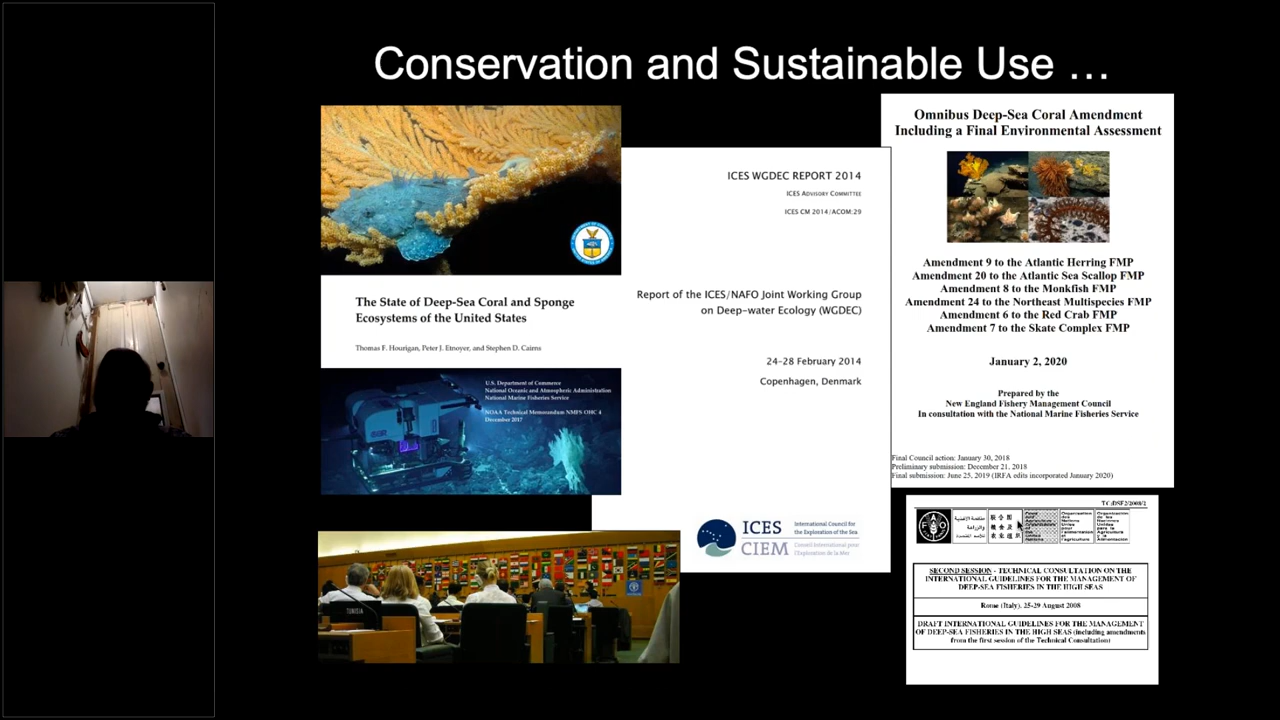 Conservation and Sustainable Use …
The State of Deep-Sea Coral and Sponge
Ecosystems of the United States
Thomas F. Hourigan, Peter J. Etnoyer, and Stephen D. Cairns
U.S. Department of Commerce
National Oceanic and Atmospheric Administration
National Marine Fisheries Service
NOAA Technical Memorandum NMFS OHC 4
December 2017
ICES WGDEC REPORT 2014
ICES ADVISORY COMMITTEE
ICES CM 2014/ACOM:29
Report of the ICES/NAFO Joint Working Group
on Deep-water Ecology (WGDEC)
24-28 February 2014
Copenhagen, Denmark
ICES
CIEM
International Council for
the Exploration of the Sea
Conseil International pour
l'Exploration de la Mer
Omnibus Deep-Sea Coral Amendment
Including a Final Environmental Assessment
Amendment 9 to the Atlantic Herring FMP
Amendment 20 to the Atlantic Sea Scallop FMP
Amendment 8 to the Monkfish FMP
Amendment 24 to the Northeast Multispecies FMP
Amendment 6 to the Red Crab FMP
Amendment 7 to the Skate Complex FMP
January 2, 2020
Prepared by the
New England Fishery Management Council
In consultation with the National Marine Fisheries Service
Final Council action: January 30, 2018
Preliminary submission: December 21, 2018
Final submission: June 25, 2019 (IRFA edits incorporated January 2020)
TUNISIA
TC:DSF2/2008/2
SECOND SESSION - TECHNICAL CONSULTATION ON THE
INTERNATIONAL GUIDELINES FOR THE MANAGEMENT OF
DEEP-SEA FISHERIES IN THE HIGH SEAS
Rome (Italy), 25-29 August 2008
DRAFT INTERNATIONAL GUIDELINES FOR THE MANAGEMENT
OF DEEP-SEA FISHERIES IN THE HIGH SEAS (including amendments
from the first session of the Technical Consultation)